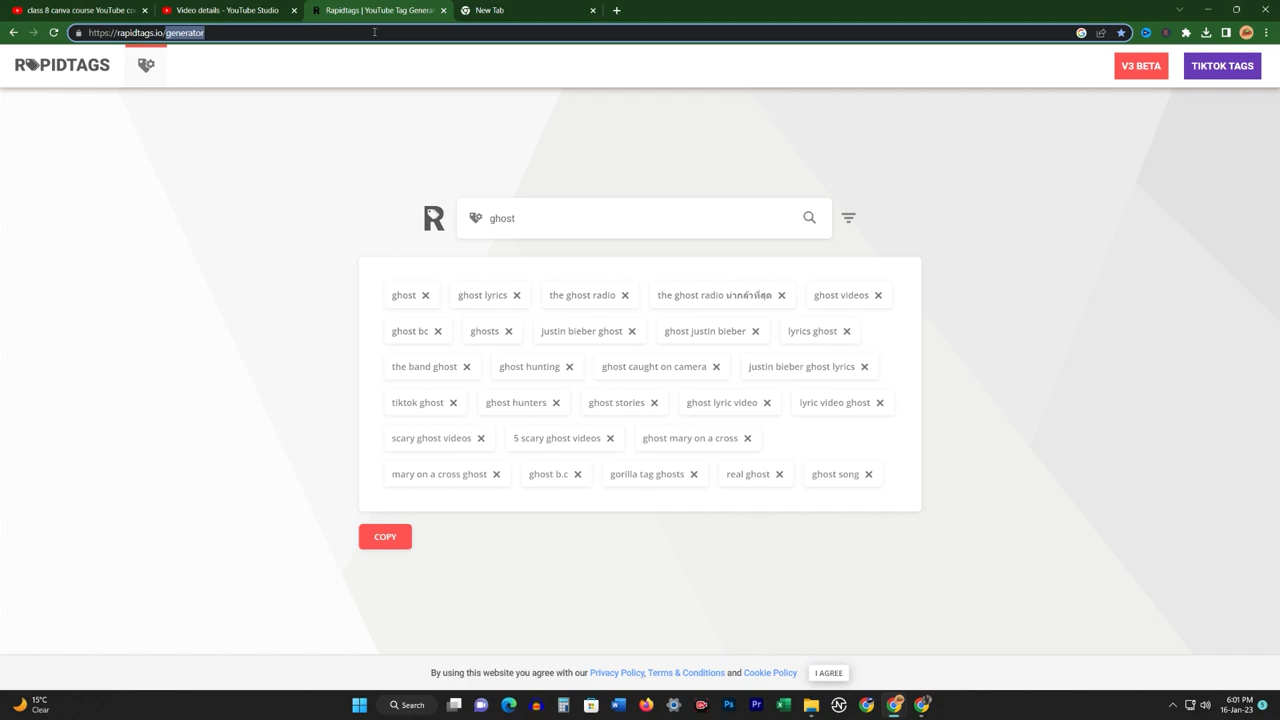 class 8 canva course YouTube co
Video details - YouTube Studio
Rapidtags | YouTube Tag Generat
New Tab
https://rapidtags.io/generator
RAPIDTAGS
V3 BETA
TIKTOK TAGS
R
ghost
ghost
ghost lyrics
the ghost radio
the ghost radio น่ากลัวที่สุด
ghost videos
ghost bc
ghosts
justin bieber ghost
ghost justin bieber
lyrics ghost
the band ghost
ghost hunting
ghost caught on camera
justin bieber ghost lyrics
tiktok ghost
ghost hunters
ghost stories
ghost lyric video
lyric video ghost
scary ghost videos
5 scary ghost videos
ghost mary on a cross
mary on a cross ghost
ghost b.c
gorilla tag ghosts
real ghost
ghost song
COPY
By using this website you agree with our Privacy Policy, Terms & Conditions and Cookie Policy
I AGREE
15°C
Clear
Search
6:01 PM
16-Jan-23